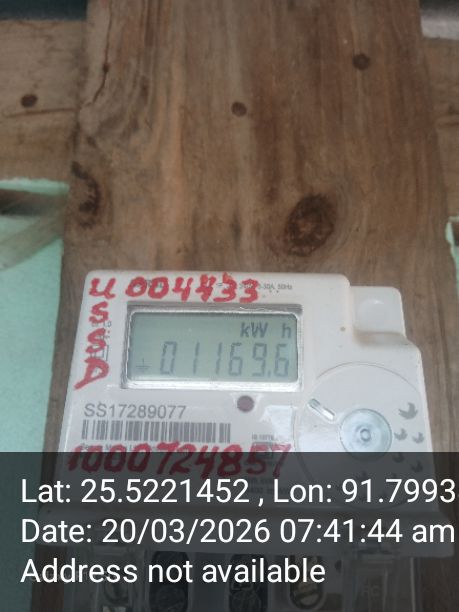 004433
U
S
S
D
kW h
01169.6
SS17289077
1000724857
Lat: 25.5221452 , Lon: 91.7993
Date: 20/03/2026 07:41:44 am
Address not available